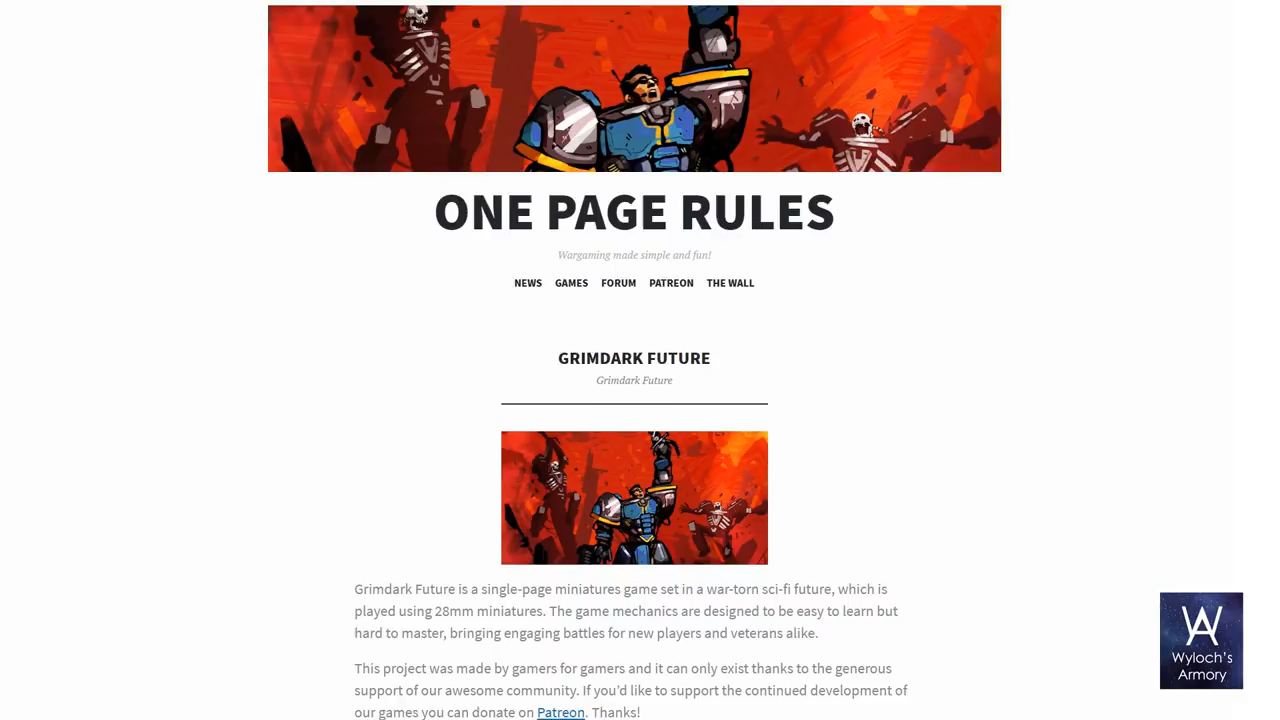 ONE PAGE RULES
Wargaming made simple and fun!
NEWS GAMES FORUM PATREON THE WALL
GRIMDARK FUTURE
Grimdark Future
Grimdark Future is a single-page miniatures game set in a war-torn sci-fi future, which is
played using 28mm miniatures. The game mechanics are designed to be easy to learn but
hard to master, bringing engaging battles for new players and veterans alike.
This project was made by gamers for gamers and it can only exist thanks to the generous
support of our awesome community. If you’d like to support the continued development of
our games you can donate on Patreon. Thanks!
WA
Wyloch's
Armory